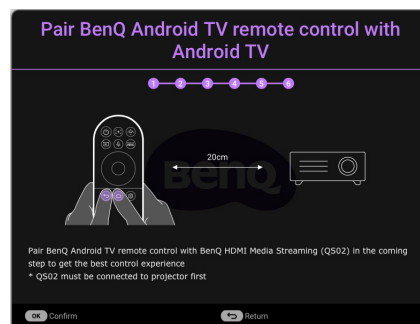 Pair BenQ Android TV remote control with
Android TV
1 2 3 4 5 6
20cm
BenQ
Pair BenQ Android TV remote control with BenQ HDMI Media Streaming (QS02) in the coming
step to get the best control experience
* QS02 must be connected to projector first
OK Confirm Return